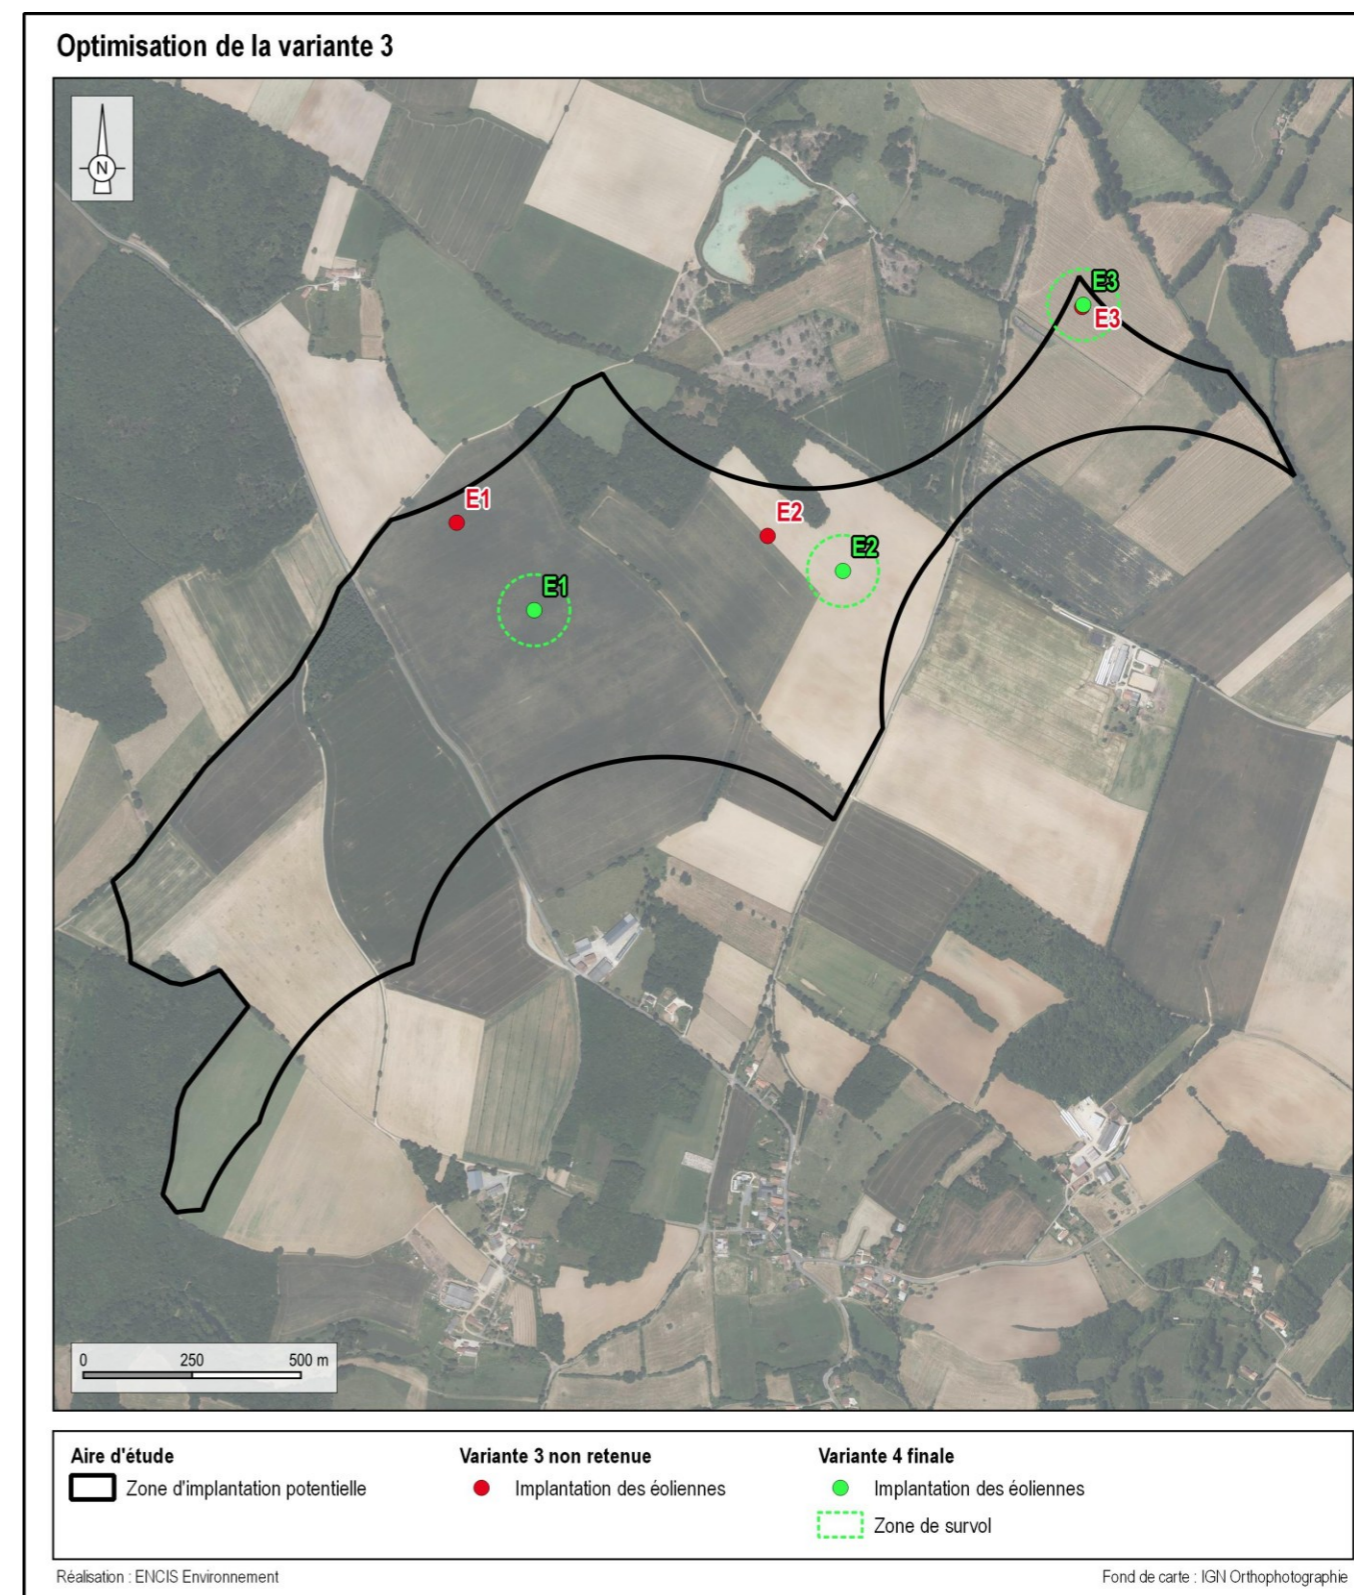 Optimisation de la variante 3
N
E3
E3
E1
E2
E2
E1
0 250 500 m
Aire d'étude
Zone d'implantation potentielle
Variante 3 non retenue
Implantation des éoliennes
Variante 4 finale
Implantation des éoliennes
Zone de survol
Réalisation : ENCIS Environnement
Fond de carte : IGN Orthophotographie